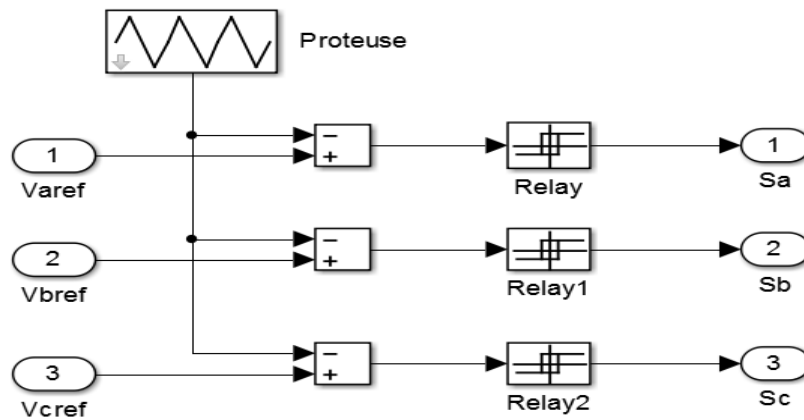 Proteuse
−
+
1
Varef
Relay
1
Sa
−
+
2
Vbref
Relay1
2
Sb
−
+
3
Vcref
Relay2
3
Sc